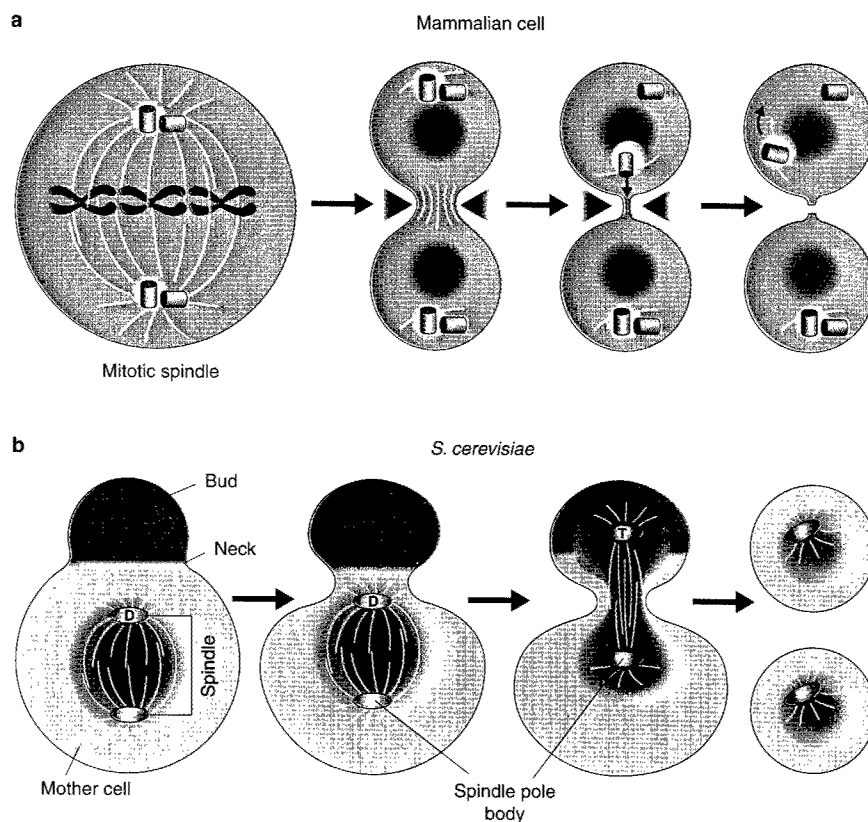 a
Mammalian cell
Mitotic spindle
b
S. cerevisiae
Bud
Neck
D
D
T
Spindle
Mother cell
Spindle pole
body